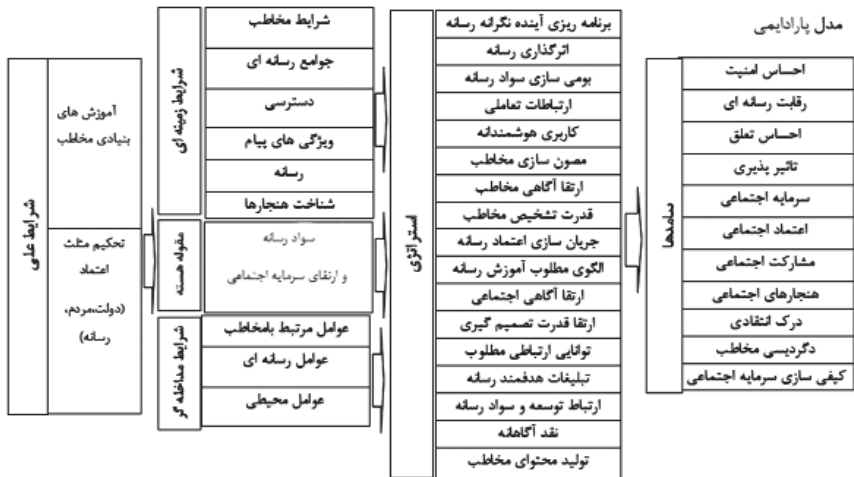 مدل پارادایمی
شرایط علی
آموزش های
بنیادی مخاطب
تحکیم مثلث
اعتماد
(دولت،مردم،
رسانه)
شرایط زمینه ای
شرایط مخاطب
جوامع رسانه ای
دسترسی
ویژگی های پیام
رسانه
شناخت هنجارها
مقوله هسته
سواد رسانه
و ارتقای سرمایه اجتماعی
شرایط مداخله گر
عوامل مرتبط بامخاطب
عوامل رسانه ای
عوامل محیطی
استراتژی
برنامه ریزی آینده نگرانه رسانه
اثرگذاری رسانه
بومی سازی سواد رسانه
ارتباطات تعاملی
کاربری هوشمندانه
مصون سازی مخاطب
ارتقا آگاهی مخاطب
قدرت تشخیص مخاطب
جریان سازی اعتماد رسانه
الگوی مطلوب آموزش رسانه
ارتقا آگاهی اجتماعی
ارتقا قدرت تصمیم گیری
توانایی ارتباطی مطلوب
تبلیغات هدفمند رسانه
ارتباط توسعه و سواد رسانه
نقد آگاهانه
تولید محتوای مخاطب
پیامدها
احساس امنیت
رقابت رسانه ای
احساس تعلق
تاثیر پذیری
سرمایه اجتماعی
اعتماد اجتماعی
مشارکت اجتماعی
هنجارهای اجتماعی
درک انتقادی
دگردیسی مخاطب
کیفی سازی سرمایه اجتماعی